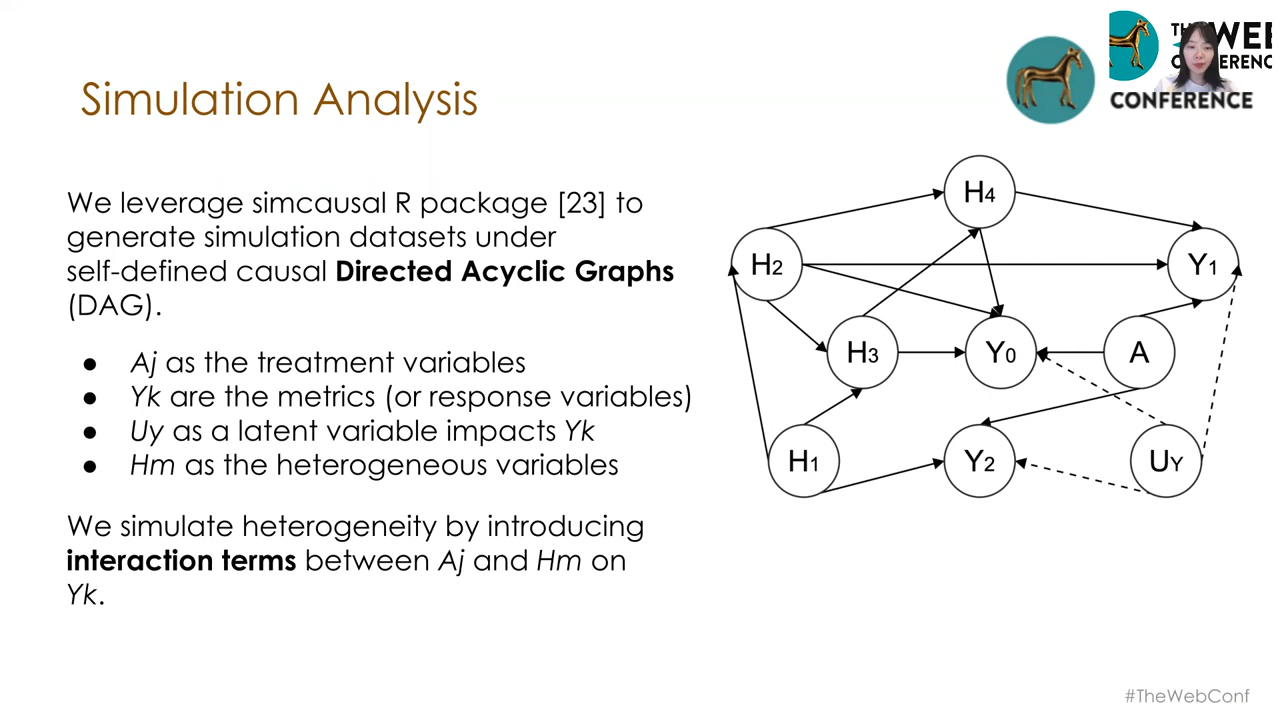 THE WEB
CONFERENCE
CONFERENCE
Simulation Analysis
We leverage simcausal R package [23] to
generate simulation datasets under
self-defined causal Directed Acyclic Graphs
(DAG).
● Aj as the treatment variables
● Yk are the metrics (or response variables)
● Uy as a latent variable impacts Yk
● Hm as the heterogeneous variables
We simulate heterogeneity by introducing
interaction terms between Aj and Hm on
Yk.
H4
H2
Y1
H3
Y0
A
H1
Y2
UY
#TheWebConf